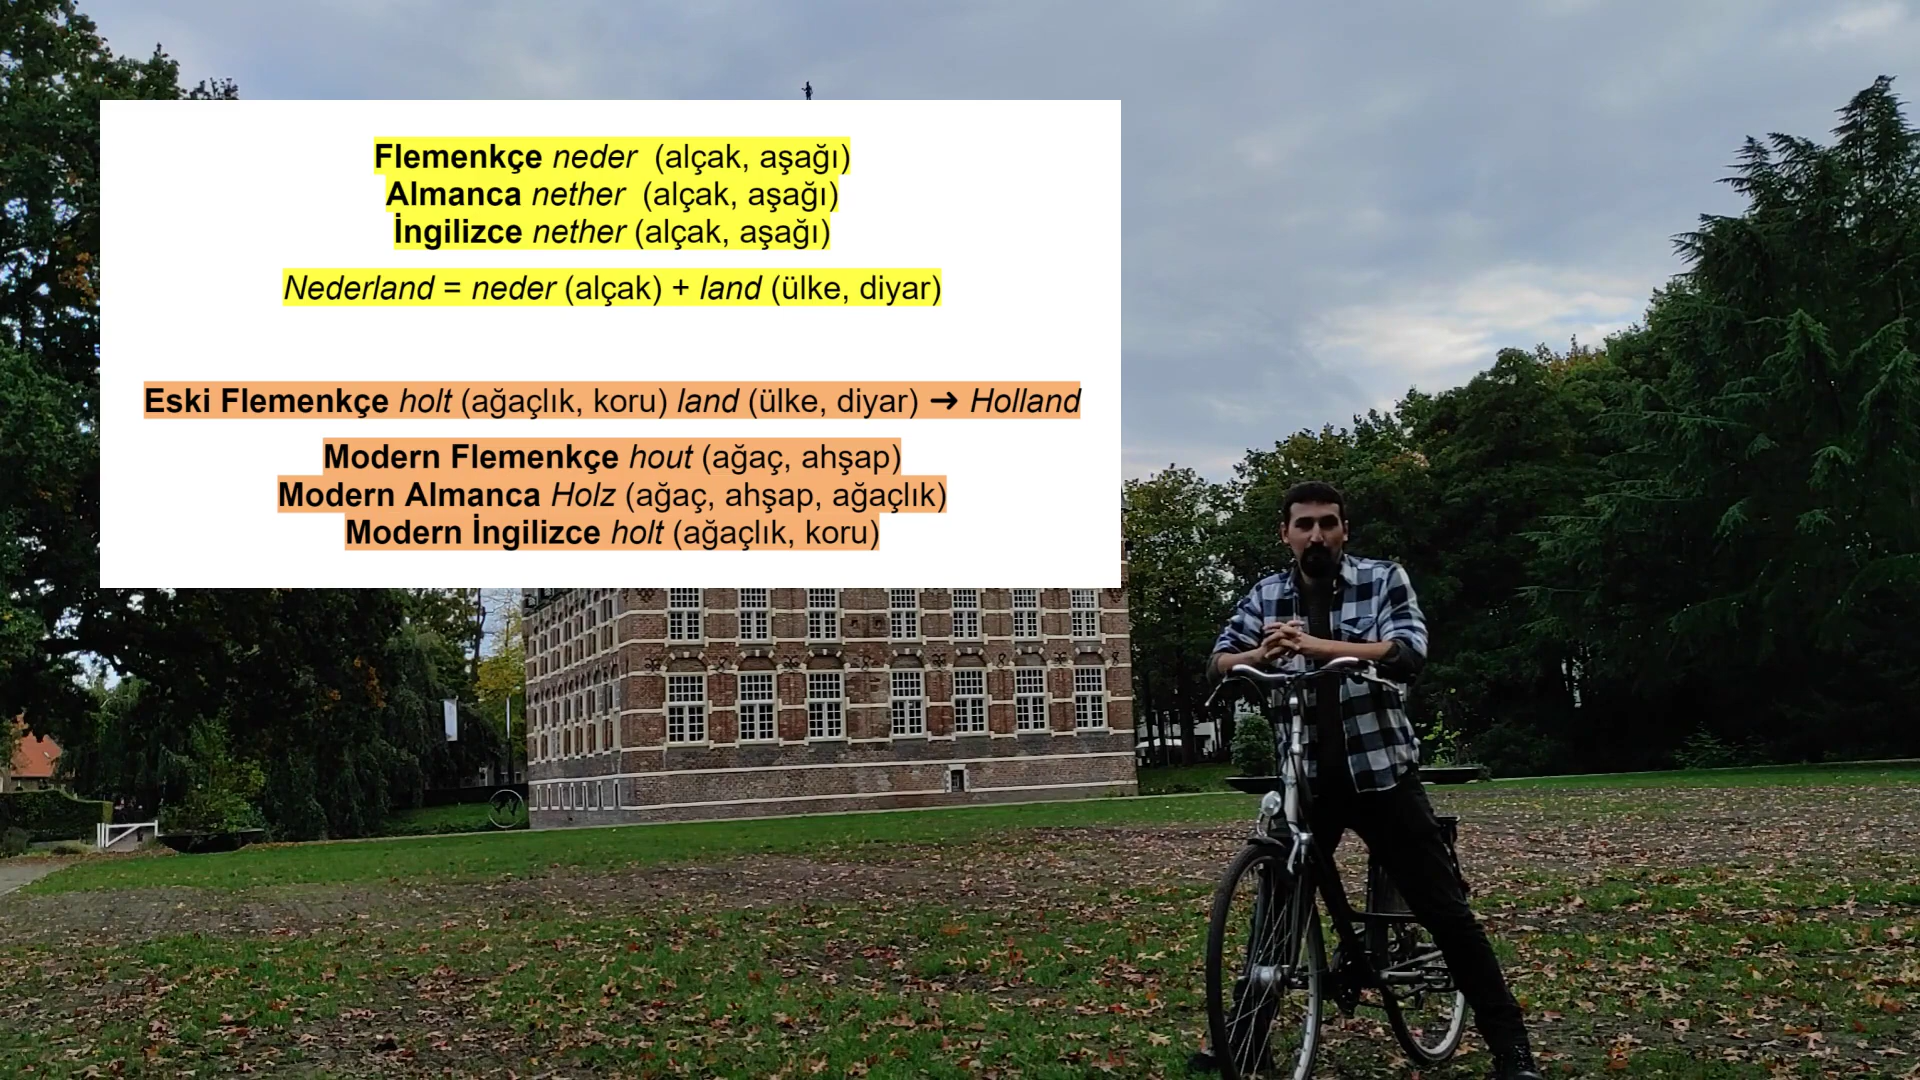 Flemenkçe neder (alçak, aşağı)
Almanca nether (alçak, aşağı)
İngilizce nether (alçak, aşağı)
Nederland = neder (alçak) + land (ülke, diyar)
Eski Flemenkçe holt (ağaçlık, koru) land (ülke, diyar) → Holland
Modern Flemenkçe hout (ağaç, ahşap)
Modern Almanca Holz (ağaç, ahşap, ağaçlık)
Modern İngilizce holt (ağaçlık, koru)